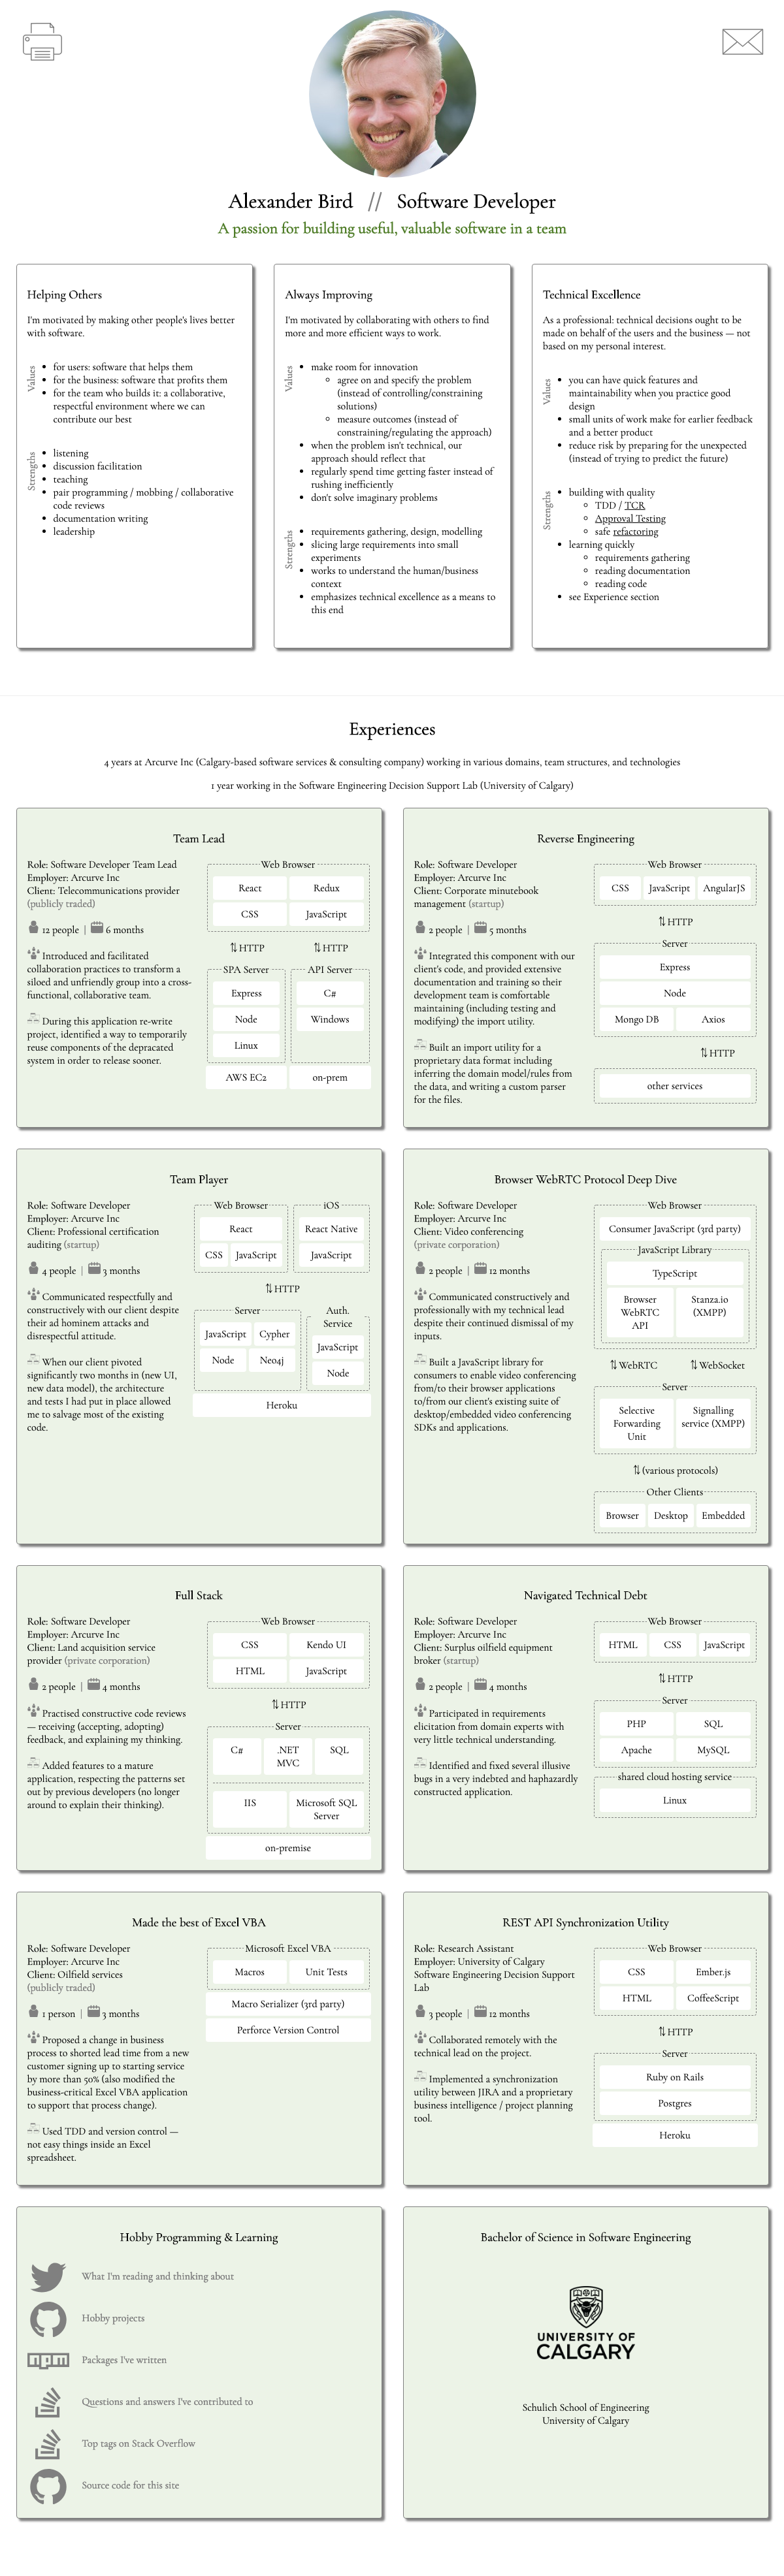 Alexander Bird // Software Developer
A passion for building useful, valuable software in a team
Helping Others
I'm motivated by making other people's lives better
with software.
Values
for users: software that helps them
for the business: software that profits them
for the team who builds it: a collaborative,
respectful environment where we can
contribute our best
Strengths
listening
discussion facilitation
teaching
pair programming / mobbing / collaborative
code reviews
documentation writing
leadership
Always Improving
I'm motivated by collaborating with others to find
more and more efficient ways to work.
Values
make room for innovation
agree on and specify the problem
(instead of controlling/constraining
solutions)
measure outcomes (instead of
constraining/regulating the approach)
when the problem isn't technical, our
approach should reflect that
regularly spend time getting faster instead of
rushing inefficiently
don't solve imaginary problems
Strengths
requirements gathering, design, modelling
slicing large requirements into small
experiments
works to understand the human/business
context
emphasizes technical excellence as a means to
this end
Technical Excellence
As a professional: technical decisions ought to be
made on behalf of the users and the business — not
based on my personal interest.
Values
you can have quick features and
maintainability when you practice good
design
small units of work make for earlier feedback
and a better product
reduce risk by preparing for the unexpected
(instead of trying to predict the future)
Strengths
building with quality
TDD / TCR
Approval Testing
safe refactoring
learning quickly
requirements gathering
reading documentation
reading code
see Experience section
Experiences
4 years at Arcurve Inc (Calgary-based software services & consulting company) working in various domains, team structures, and technologies
1 year working in the Software Engineering Decision Support Lab (University of Calgary)
Team Lead
Role: Software Developer Team Lead
Employer: Arcurve Inc
Client: Telecommunications provider
(publicly traded)
12 people | 6 months
Introduced and facilitated
collaboration practices to transform a
siloed and unfriendly group into a cross-
functional, collaborative team.
During this application re-write
project, identified a way to temporarily
reuse components of the depracated
system in order to release sooner.
Web Browser
React Redux
CSS JavaScript
⇅ HTTP ⇅ HTTP
SPA Server API Server
Express C#
Node Windows
Linux
AWS EC2 on-prem
Reverse Engineering
Role: Software Developer
Employer: Arcurve Inc
Client: Corporate minutebook
management (startup)
2 people | 5 months
Integrated this component with our
client's code, and provided extensive
documentation and training so their
development team is comfortable
maintaining (including testing and
modifying) the import utility.
Built an import utility for a
proprietary data format including
inferring the domain model/rules from
the data, and writing a custom parser
for the files.
Web Browser
CSS JavaScript AngularJS
⇅ HTTP
Server
Express
Node
Mongo DB Axios
⇅ HTTP
other services
Team Player
Role: Software Developer
Employer: Arcurve Inc
Client: Professional certification
auditing (startup)
4 people | 3 months
Communicated respectfully and
constructively with our client despite
their ad hominem attacks and
disrespectful attitude.
When our client pivoted
significantly two months in (new UI,
new data model), the architecture
and tests I had put in place allowed
me to salvage most of the existing
code.
Web Browser iOS
React React Native
CSS JavaScript JavaScript
⇅ HTTP
Server Auth.
Service
JavaScript Cypher JavaScript
Node Neo4j Node
Heroku
Browser WebRTC Protocol Deep Dive
Role: Software Developer
Employer: Arcurve Inc
Client: Video conferencing
(private corporation)
2 people | 12 months
Communicated constructively and
professionally with my technical lead
despite their continued dismissal of my
inputs.
Built a JavaScript library for
consumers to enable video conferencing
from/to their browser applications
to/from our client's existing suite of
desktop/embedded video conferencing
SDKs and applications.
Web Browser
Consumer JavaScript (3rd party)
JavaScript Library
TypeScript
Browser Stanza.io
WebRTC (XMPP)
API
⇅ WebRTC ⇅ WebSocket
Server
Selective Signalling
Forwarding service (XMPP)
Unit
⇅ (various protocols)
Other Clients
Browser Desktop Embedded
Full Stack
Role: Software Developer
Employer: Arcurve Inc
Client: Land acquisition service
provider (private corporation)
2 people | 4 months
Practised constructive code reviews
— receiving (accepting, adopting)
feedback, and explaining my thinking.
Added features to a mature
application, respecting the patterns set
out by previous developers (no longer
around to explain their thinking).
Web Browser
CSS Kendo UI
HTML JavaScript
⇅ HTTP
Server
C# .NET SQL
MVC
IIS Microsoft SQL
Server
on-premise
Navigated Technical Debt
Role: Software Developer
Employer: Arcurve Inc
Client: Surplus oilfield equipment
broker (startup)
2 people | 4 months
Participated in requirements
elicitation from domain experts with
very little technical understanding.
Identified and fixed several illusive
bugs in a very indebted and haphazardly
constructed application.
Web Browser
HTML CSS JavaScript
⇅ HTTP
Server
PHP SQL
Apache MySQL
shared cloud hosting service
Linux
Made the best of Excel VBA
Role: Software Developer
Employer: Arcurve Inc
Client: Oilfield services
(publicly traded)
1 person | 3 months
Proposed a change in business
process to shorted lead time from a new
customer signing up to starting service
by more than 50% (also modified the
business-critical Excel VBA application
to support that process change).
Used TDD and version control —
not easy things inside an Excel
spreadsheet.
Microsoft Excel VBA
Macros Unit Tests
Macro Serializer (3rd party)
Perforce Version Control
REST API Synchronization Utility
Role: Research Assistant
Employer: University of Calgary
Software Engineering Decision Support
Lab
3 people | 12 months
Collaborated remotely with the
technical lead on the project.
Implemented a synchronization
utility between JIRA and a proprietary
business intelligence / project planning
tool.
Web Browser
CSS Ember.js
HTML CoffeeScript
⇅ HTTP
Server
Ruby on Rails
Postgres
Heroku
Hobby Programming & Learning
What I'm reading and thinking about
Hobby projects
npm
Packages I've written
Questions and answers I've contributed to
Top tags on Stack Overflow
Source code for this site
Bachelor of Science in Software Engineering
UNIVERSITY OF
CALGARY
Schulich School of Engineering
University of Calgary